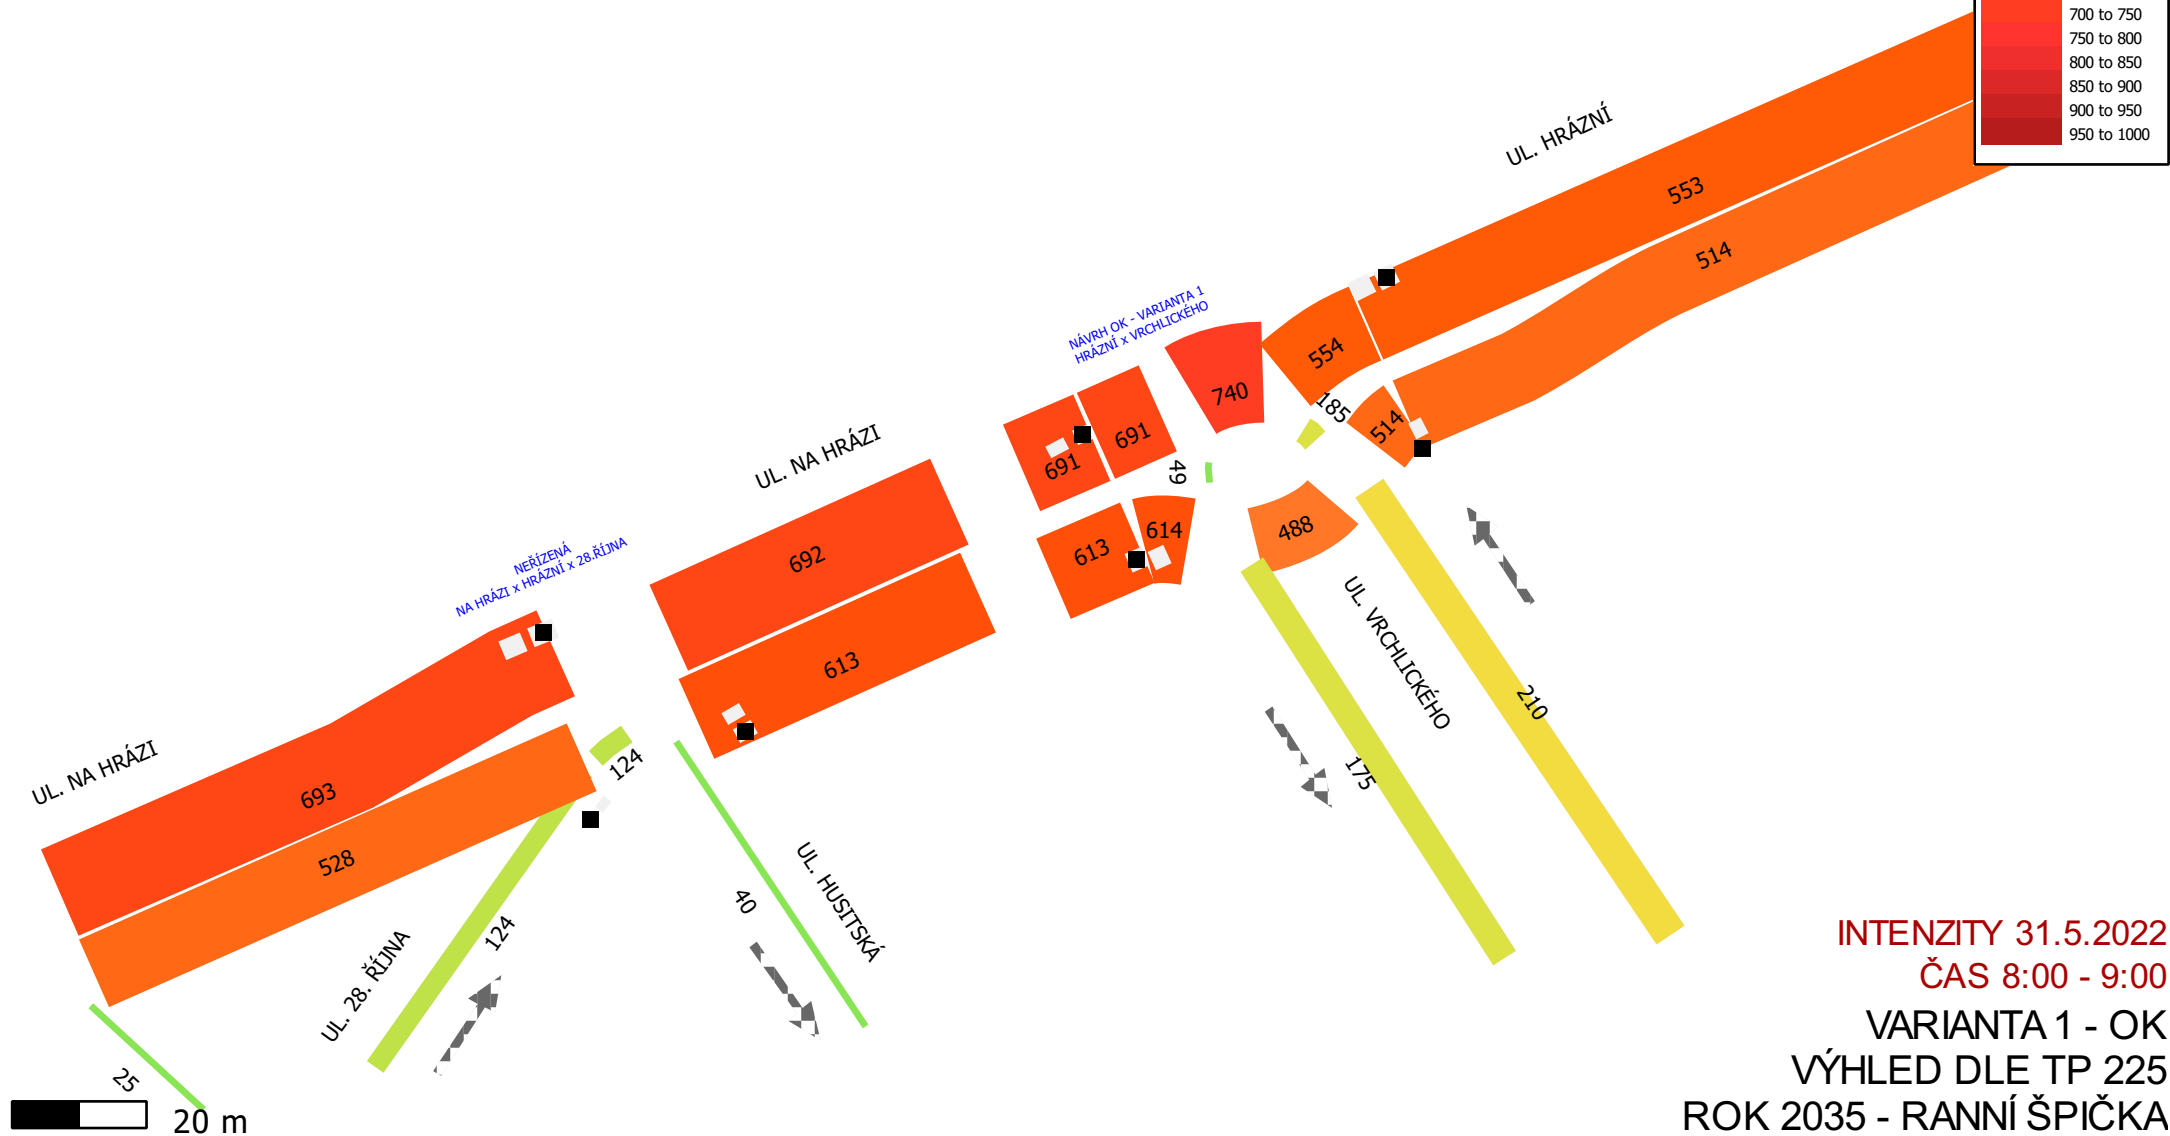 700 to 750
750 to 800
800 to 850
850 to 900
900 to 950
950 to 1000
UL. HRÁZNÍ
553
514
NÁVRH OK - VARIANTA 1
HRÁZNÍ x VRCHLICKÉHO
740
554
185
514
691
691
49
614
613
488
UL. NA HRÁZI
692
613
NEŘÍZENÁ
NA HRÁZI x HRÁZNÍ x 28.ŘÍJNA
UL. NA HRÁZI
693
528
124
124
UL. 28. ŘÍJNA
40
UL. HUSITSKÁ
UL. VRCHLICKÉHO
175
210
25
20 m
INTENZITY 31.5.2022
ČAS 8:00 - 9:00
VARIANTA 1 - OK
VÝHLED DLE TP 225
ROK 2035 - RANNÍ ŠPIČKA